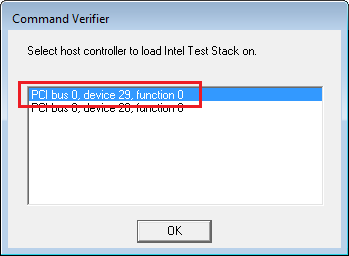 Command Verifier
Select host controller to load Intel Test Stack on.
PCI bus 0, device 29, function 0
PCI bus 0, device 20, function 0
OK